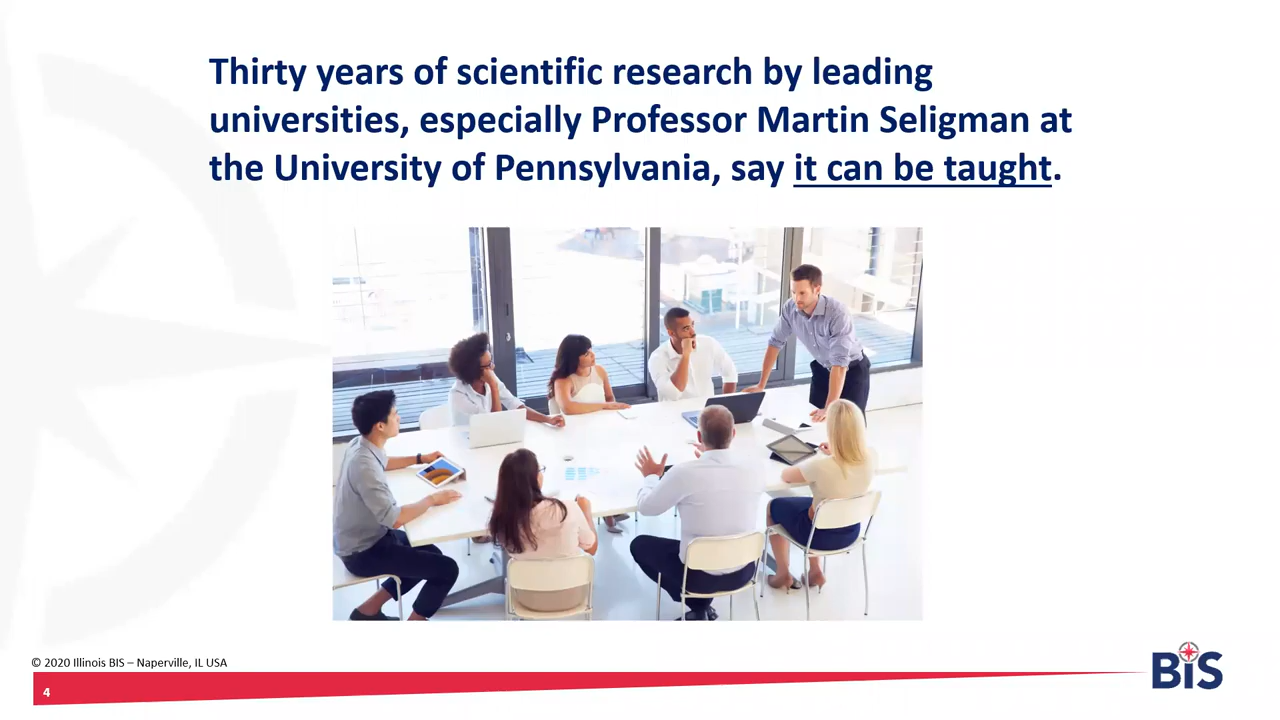 Thirty years of scientific research by leading
universities, especially Professor Martin Seligman at
the University of Pennsylvania, say it can be taught.
© 2020 Illinois BIS – Naperville, IL USA
4
BIS